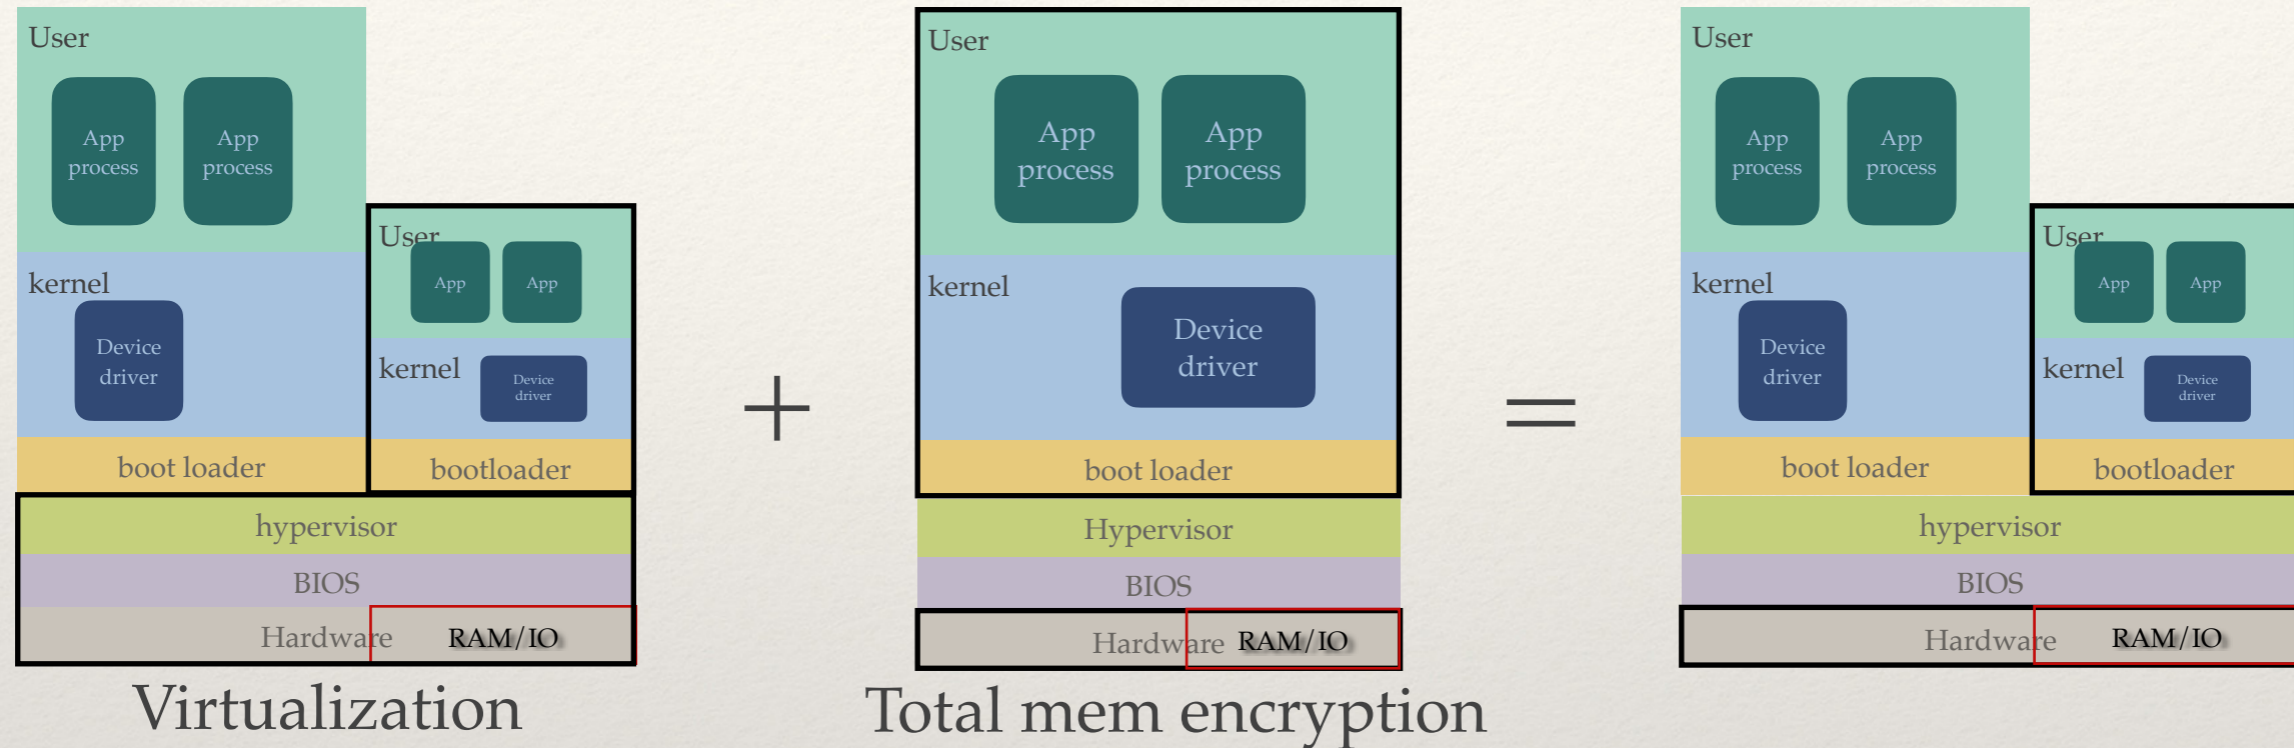 User
App
process
App
process
kernel
Device
driver
boot loader
User
App
App
kernel
Device
driver
bootloader
hypervisor
BIOS
Hardware
RAM/IO
Virtualization
+
User
App
process
App
process
kernel
Device
driver
boot loader
Hypervisor
BIOS
Hardware
RAM/IO
Total mem encryption
=
User
App
process
App
process
kernel
Device
driver
boot loader
User
App
App
kernel
Device
driver
bootloader
hypervisor
BIOS
Hardware
RAM/IO